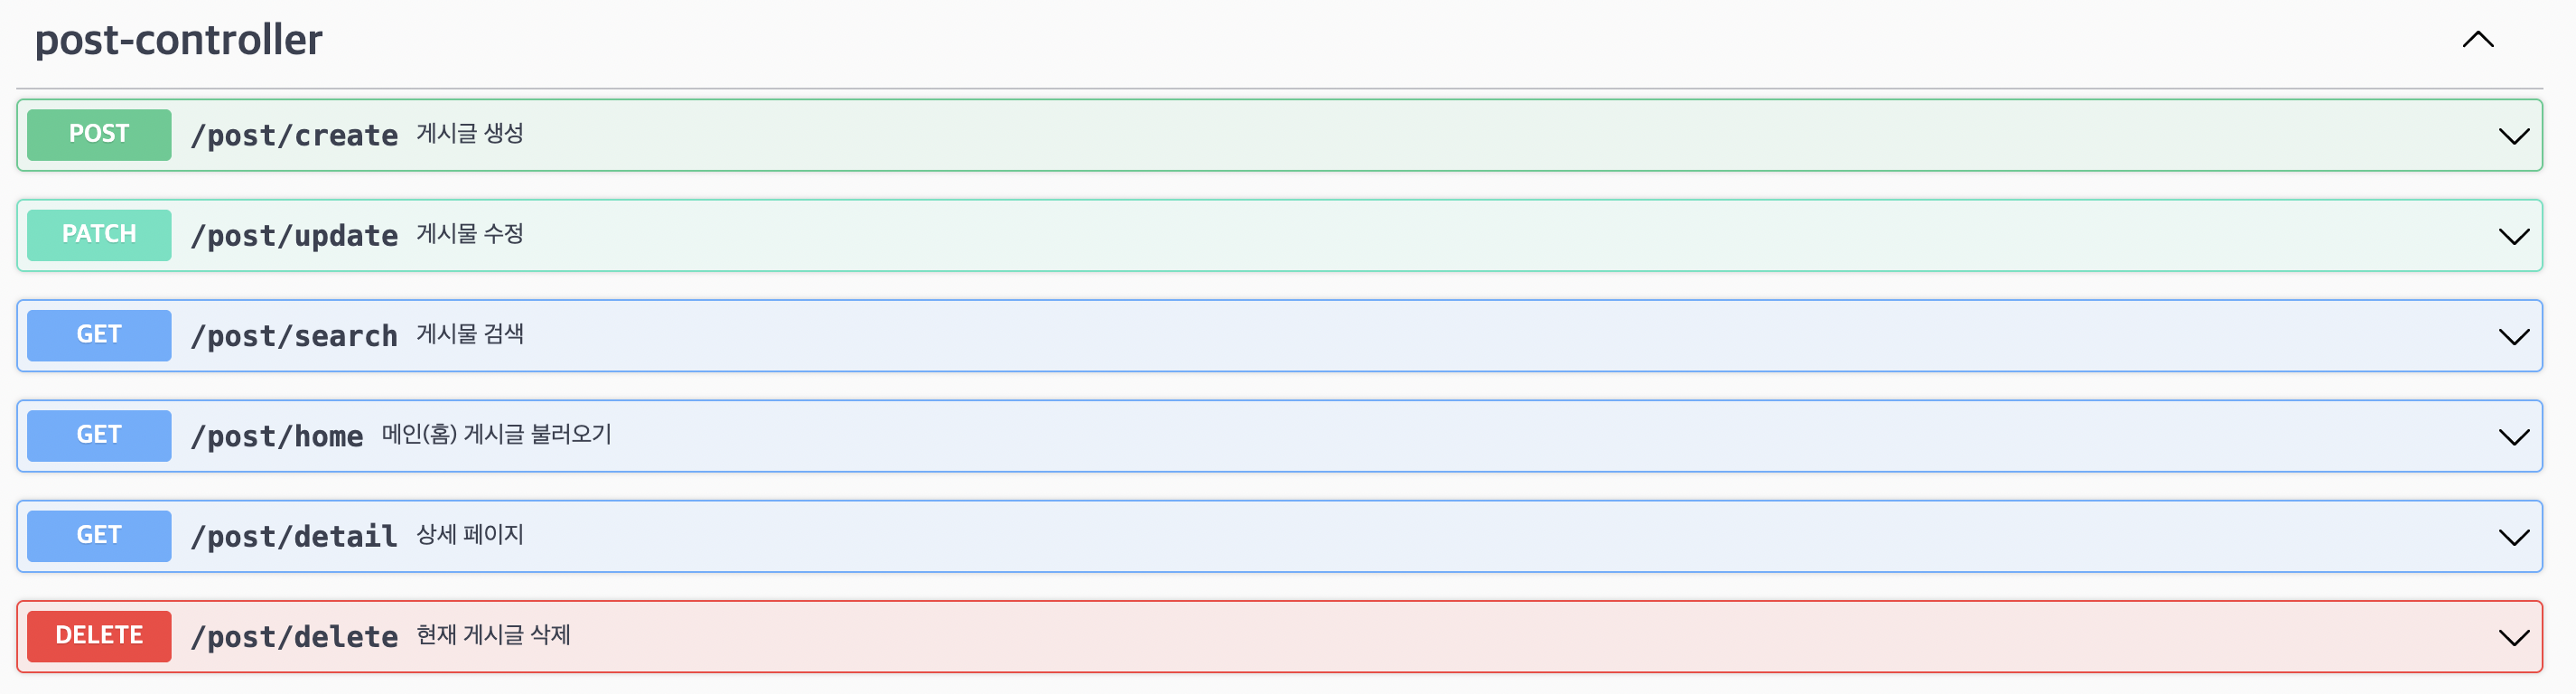 post-controller
POST /post/create 게시글 생성
PATCH /post/update 게시물 수정
GET /post/search 게시물 검색
GET /post/home 메인(홈) 게시글 불러오기
GET /post/detail 상세 페이지
DELETE /post/delete 현재 게시글 삭제